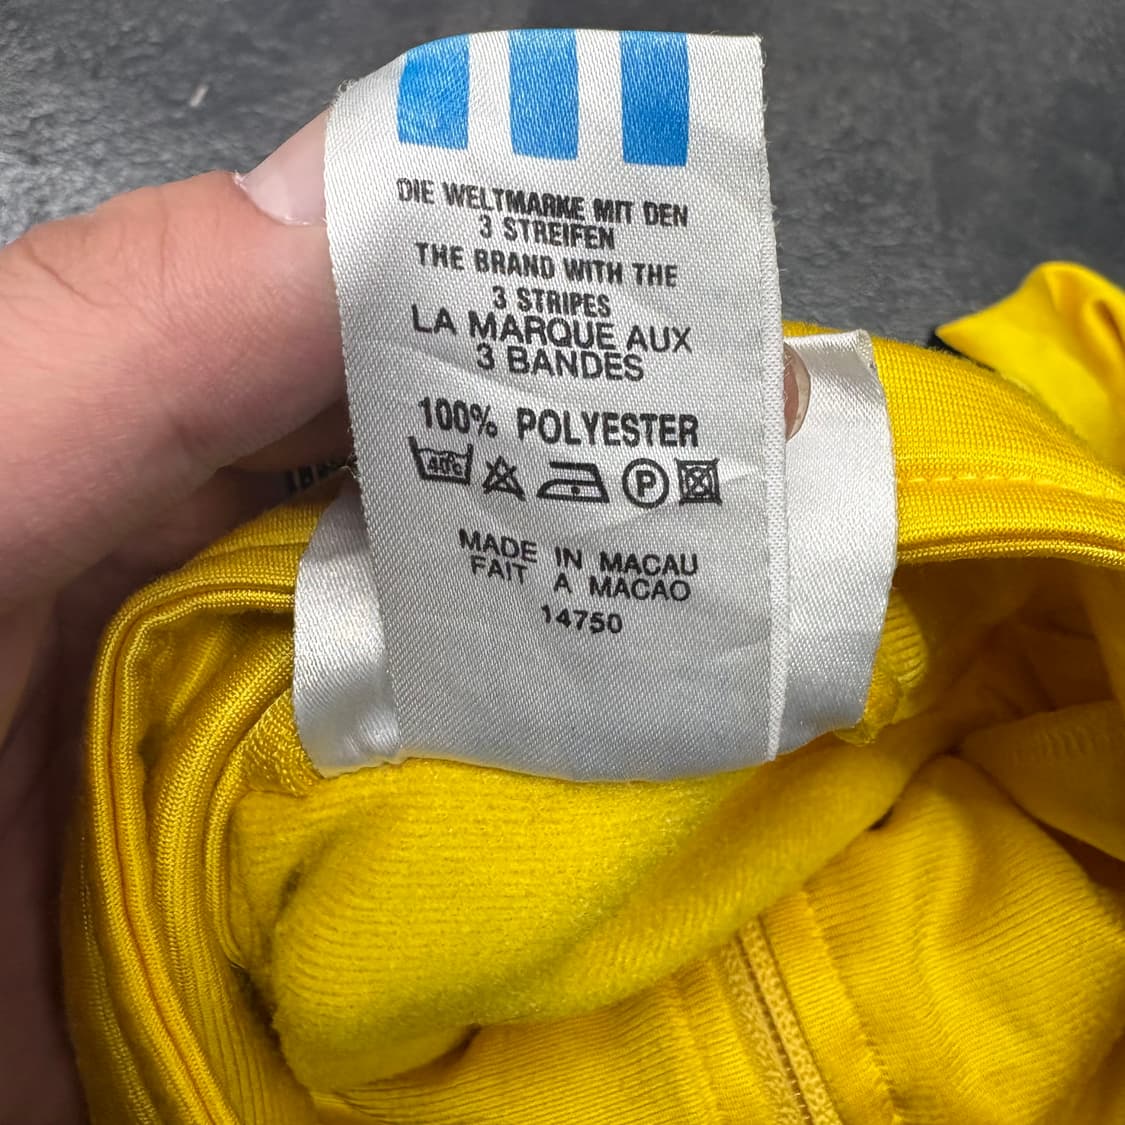 DIE WELTMARKE MIT DEN
3 STREIFEN
THE BRAND WITH THE
3 STRIPES
LA MARQUE AUX
3 BANDES
100% POLYESTER
40°C
P
MADE IN MACAU
FAIT A MACAO
14750